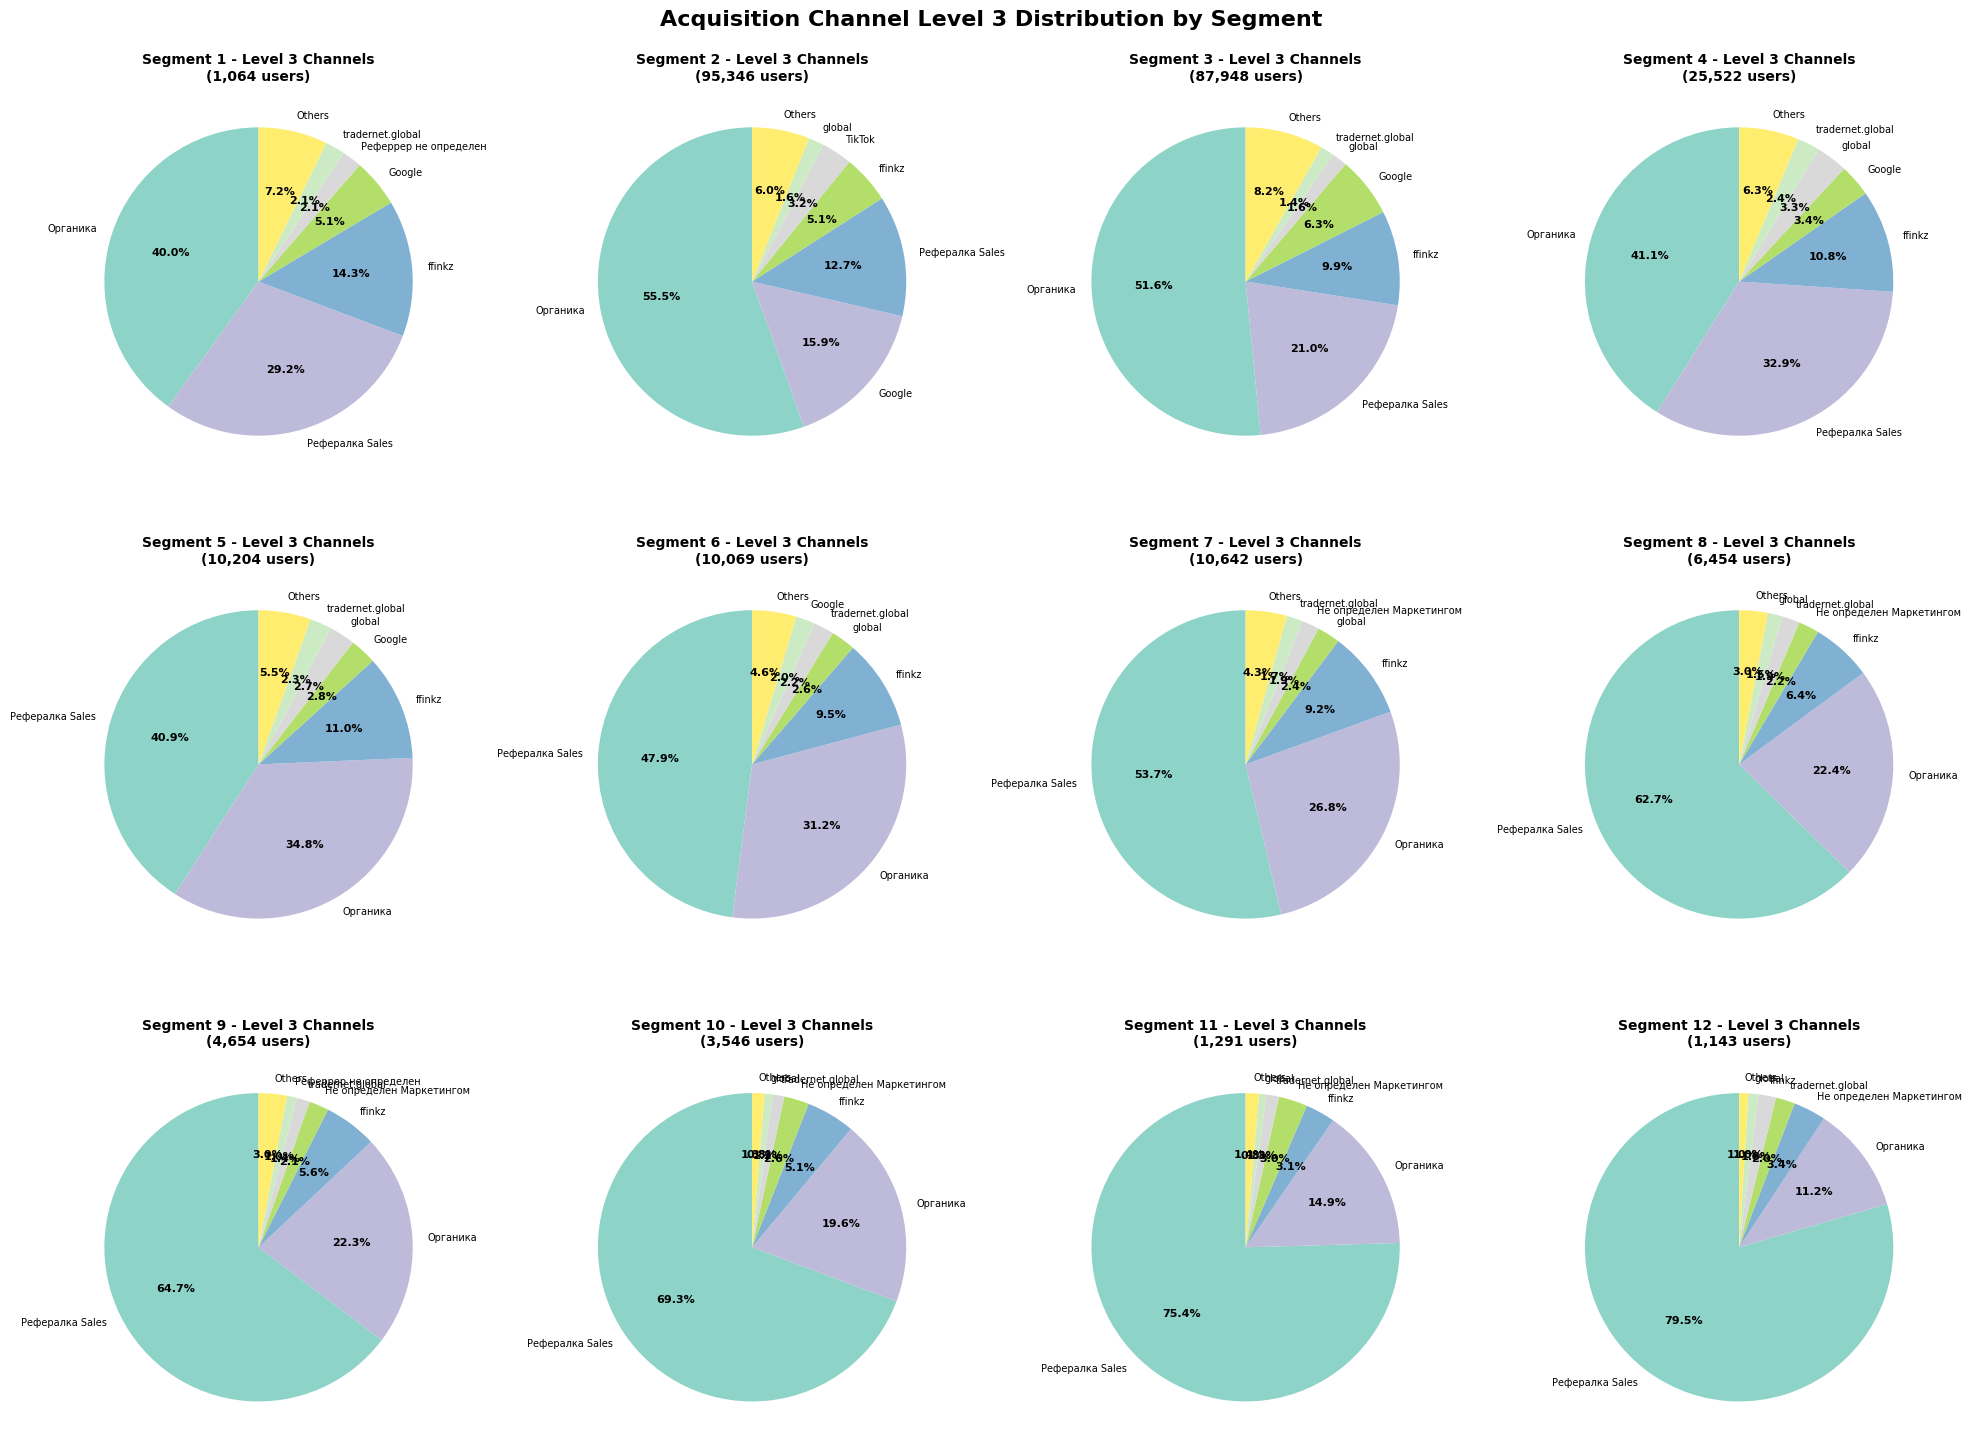 Acquisition Channel Level 3 Distribution by Segment
Segment 1 - Level 3 Channels
(1,064 users)
Others
tradernet.global
Реферрер не определен
Google
ffinkz
Рефералка Sales
Органика
7.2%
2.1%
2.1%
5.1%
14.3%
29.2%
40.0%
Segment 2 - Level 3 Channels
(95,346 users)
Others
global
TikTok
ffinkz
Рефералка Sales
Google
Органика
6.0%
1.6%
3.2%
5.1%
12.7%
15.9%
55.5%
Segment 3 - Level 3 Channels
(87,948 users)
Others
tradernet.global
global
Google
ffinkz
Рефералка Sales
Органика
8.2%
1.4%
1.6%
6.3%
9.9%
21.0%
51.6%
Segment 4 - Level 3 Channels
(25,522 users)
Others
tradernet.global
global
Google
ffinkz
Рефералка Sales
Органика
6.3%
2.4%
3.3%
3.4%
10.8%
32.9%
41.1%
Segment 5 - Level 3 Channels
(10,204 users)
Others
tradernet.global
global
Google
ffinkz
Органика
Рефералка Sales
5.5%
2.3%
2.7%
2.8%
11.0%
34.8%
40.9%
Segment 6 - Level 3 Channels
(10,069 users)
Others
Google
tradernet.global
global
ffinkz
Органика
Рефералка Sales
4.6%
2.0%
2.2%
2.6%
9.5%
31.2%
47.9%
Segment 7 - Level 3 Channels
(10,642 users)
Others
tradernet.global
Не определен Маркетингом
global
ffinkz
Органика
Рефералка Sales
4.3%
1.7%
1.9%
2.4%
9.2%
26.8%
53.7%
Segment 8 - Level 3 Channels
(6,454 users)
Others
global
tradernet.global
Не определен Маркетингом
ffinkz
Органика
Рефералка Sales
3.0%
2.2%
6.4%
22.4%
62.7%
Segment 9 - Level 3 Channels
(4,654 users)
Others
Реферрер не определен
tradernet.global
Не определен Маркетингом
ffinkz
Органика
Рефералка Sales
3.0%
1.4%
2.1%
5.6%
22.3%
64.7%
Segment 10 - Level 3 Channels
(3,546 users)
Others
global
tradernet.global
Не определен Маркетингом
ffinkz
Органика
Рефералка Sales
2.6%
5.1%
19.6%
69.3%
Segment 11 - Level 3 Channels
(1,291 users)
Others
global
tradernet.global
Не определен Маркетингом
ffinkz
Органика
Рефералка Sales
3.0%
3.1%
14.9%
75.4%
Segment 12 - Level 3 Channels
(1,143 users)
Others
global
ffinkz
tradernet.global
Не определен Маркетингом
Органика
Рефералка Sales
2.0%
3.4%
11.2%
79.5%